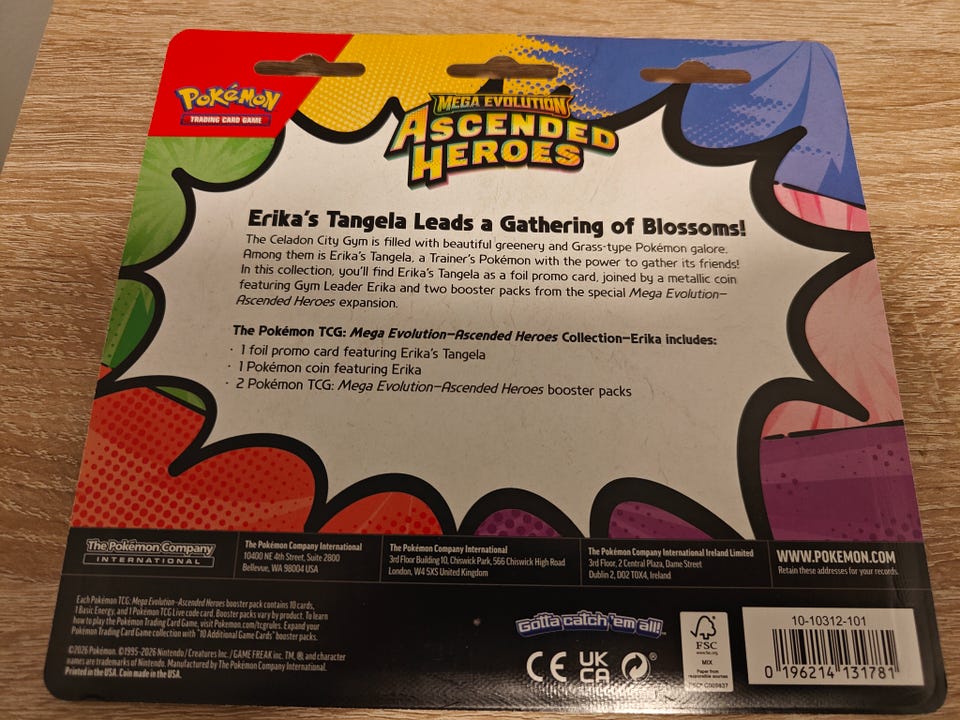 Pokémon
TRADING CARD GAME
MEGA EVOLUTION
ASCENDED
HEROES
Erika's Tangela Leads a Gathering of Blossoms!
The Celadon City Gym is filled with beautiful greenery and Grass-type Pokémon galore.
Among them is Erika's Tangela, a Trainer's Pokémon with the power to gather its friends!
In this collection, you'll find Erika's Tangela as a foil promo card, joined by a metallic coin
featuring Gym Leader Erika and two booster packs from the special Mega Evolution—
Ascended Heroes expansion.
The Pokémon TCG: Mega Evolution—Ascended Heroes Collection—Erika includes:
· 1 foil promo card featuring Erika's Tangela
· 1 Pokémon coin featuring Erika
· 2 Pokémon TCG: Mega Evolution—Ascended Heroes booster packs
The Pokémon Company
INTERNATIONAL
The Pokémon Company International
10400 NE 4th Street, Suite 2800
Bellevue, WA 98004 USA
The Pokémon Company International
3rd Floor Building 10, Chiswick Park, 566 Chiswick High Road
London, W4 5XS United Kingdom
The Pokémon Company International Ireland Limited
3rd Floor, 2 Central Plaza, Dame Street
Dublin 2, D02 T0X4, Ireland
WWW.POKEMON.COM
Retain these addresses for your records.
Each Pokémon TCG: Mega Evolution—Ascended Heroes booster pack contains 10 cards,
1 Basic Energy, and 1 Pokémon TCG Live code card. Booster packs vary by product. To learn
how to play the Pokémon Trading Card Game, visit Pokemon.com/tcgrules. Expand your
Pokémon Trading Card Game collection with "10 Additional Game Cards" booster packs.
©2026 Pokémon. ©1995–2026 Nintendo / Creatures Inc. / GAME FREAK inc. TM, ®, and character
names are trademarks of Nintendo. Manufactured by The Pokémon Company International.
Printed in the USA. Coin made in the USA.
Gotta catch 'em all!
CE UK
CA
FSC
www.fsc.org
MIX
Paper from
responsible sources
FSC® C005637
10-10312-101
0 196214 131781